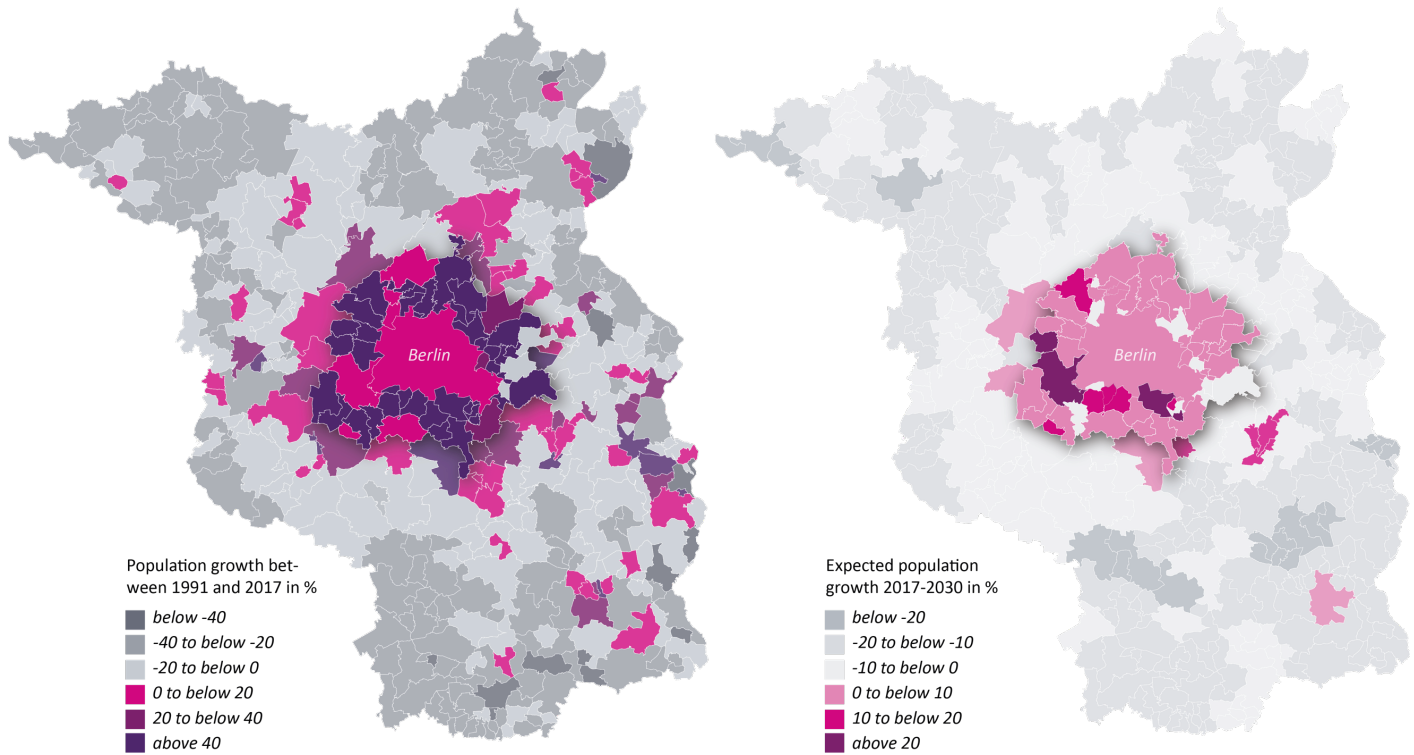 Berlin
Population growth bet-
ween 1991 and 2017 in %
below -40
-40 to below -20
-20 to below 0
0 to below 20
20 to below 40
above 40
Berlin
Expected population
growth 2017-2030 in %
below -20
-20 to below -10
-10 to below 0
0 to below 10
10 to below 20
above 20